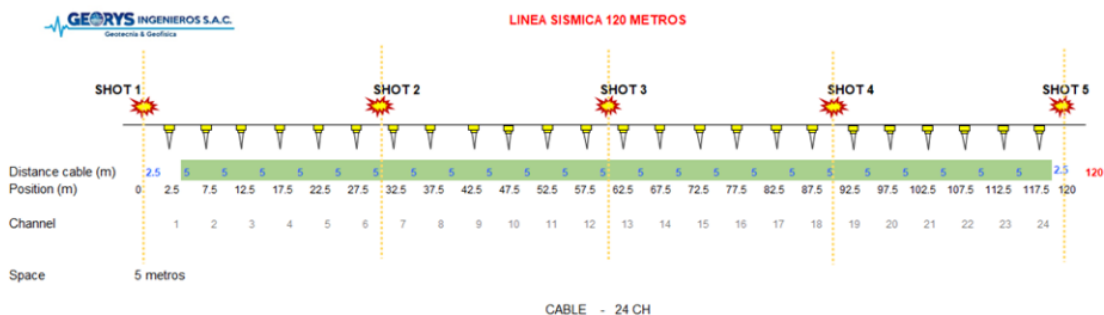 GEORYS INGENIEROS S.A.C.
Geotecnia & Geofísica
LINEA SISMICA 120 METROS
SHOT 1 SHOT 2 SHOT 3 SHOT 4 SHOT 5
Distance cable (m) 2.5 5 5 5 5 5 5 5 5 5 5 5 5 5 5 5 5 5 5 5 5 5 5 5 2.5 120
Position (m) 0 2.5 7.5 12.5 17.5 22.5 27.5 32.5 37.5 42.5 47.5 52.5 57.5 62.5 67.5 72.5 77.5 82.5 87.5 92.5 97.5 102.5 107.5 112.5 117.5 120
Channel 1 2 3 4 5 6 7 8 9 10 11 12 13 14 15 16 17 18 19 20 21 22 23 24
Space 5 metros
CABLE - 24 CH